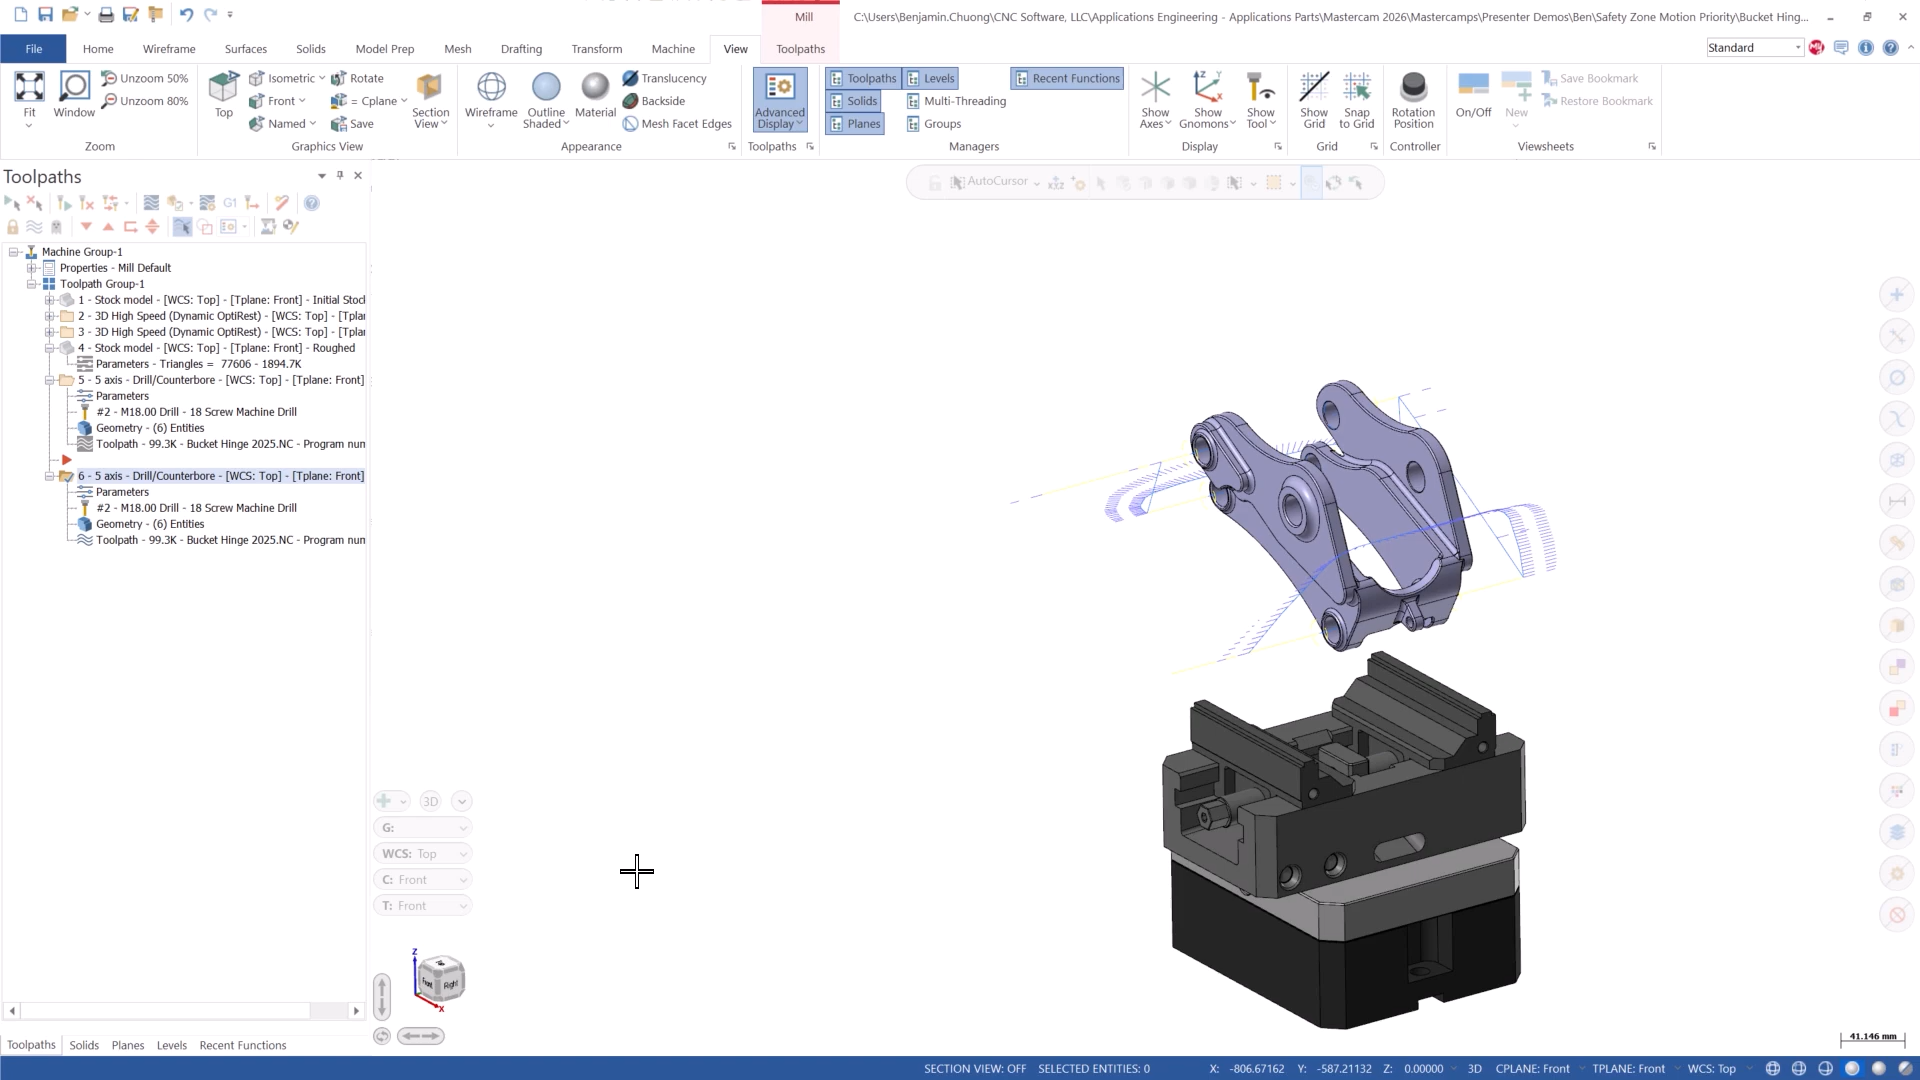 Mill
C:\Users\Benjamin.Chuong\CNC Software, LLC\Applications Engineering - Applications Parts\Mastercam 2026\Mastercamps\Presenter Demos\Ben\Safety Zone Motion Priority\Bucket Hing...
File
Home
Wireframe
Surfaces
Solids
Model Prep
Mesh
Drafting
Transform
Machine
View
Toolpaths
Standard
Fit
Window
Unzoom 50%
Unzoom 80%
Zoom
Top
Isometric
Front
Named
Rotate
= Cplane
Save
Section
View
Graphics View
Wireframe
Outline
Shaded
Material
Translucency
Backside
Mesh Facet Edges
Appearance
Advanced
Display
Toolpaths
Toolpaths
Solids
Planes
Levels
Multi-Threading
Groups
Recent Functions
Managers
Show
Axes
Show
Gnomons
Show
Tool
Display
Show
Grid
Snap
to Grid
Grid
Rotation
Position
Controller
On/Off
New
Save Bookmark
Restore Bookmark
Viewsheets
Toolpaths
AutoCursor
G1
Machine Group-1
Properties - Mill Default
Toolpath Group-1
1 - Stock model - [WCS: Top] - [Tplane: Front] - Initial Stock
2 - 3D High Speed (Dynamic OptiRest) - [WCS: Top] - [Tplan
3 - 3D High Speed (Dynamic OptiRest) - [WCS: Top] - [Tplan
4 - Stock model - [WCS: Top] - [Tplane: Front] - Roughed
Parameters - Triangles = 77606 - 1894.7K
5 - 5 axis - Drill/Counterbore - [WCS: Top] - [Tplane: Front]
Parameters
#2 - M18.00 Drill - 18 Screw Machine Drill
Geometry - (6) Entities
Toolpath - 99.3K - Bucket Hinge 2025.NC - Program num
6 - 5 axis - Drill/Counterbore - [WCS: Top] - [Tplane: Front]
Parameters
#2 - M18.00 Drill - 18 Screw Machine Drill
Geometry - (6) Entities
Toolpath - 99.3K - Bucket Hinge 2025.NC - Program num
3D
G:
WCS: Top
C: Front
T: Front
Z
Front
Right
X
41.146 mm
Toolpaths
Solids
Planes
Levels
Recent Functions
SECTION VIEW: OFF
SELECTED ENTITIES: 0
X: -806.67162
Y: -587.21132
Z: 0.00000
3D
CPLANE: Front
TPLANE: Front
WCS: Top